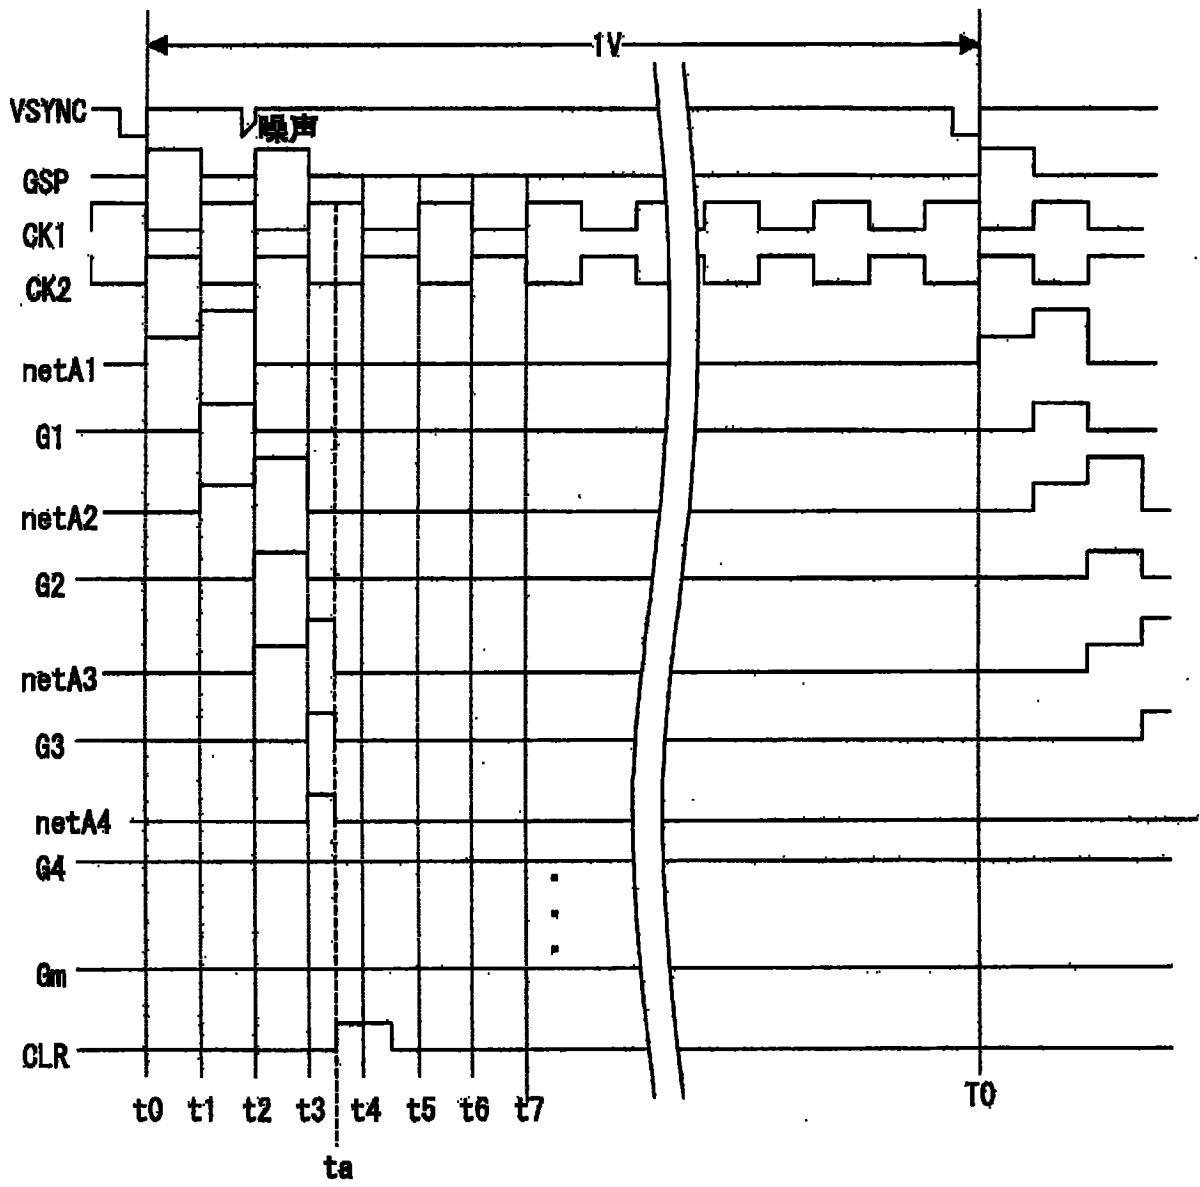 1V
VSYNC
噪声
GSP
CK1
CK2
netA1
G1
netA2
G2
netA3
G3
netA4
G4
Gm
CLR
t0 t1 t2 t3 t4 t5 t6 t7 T0
ta